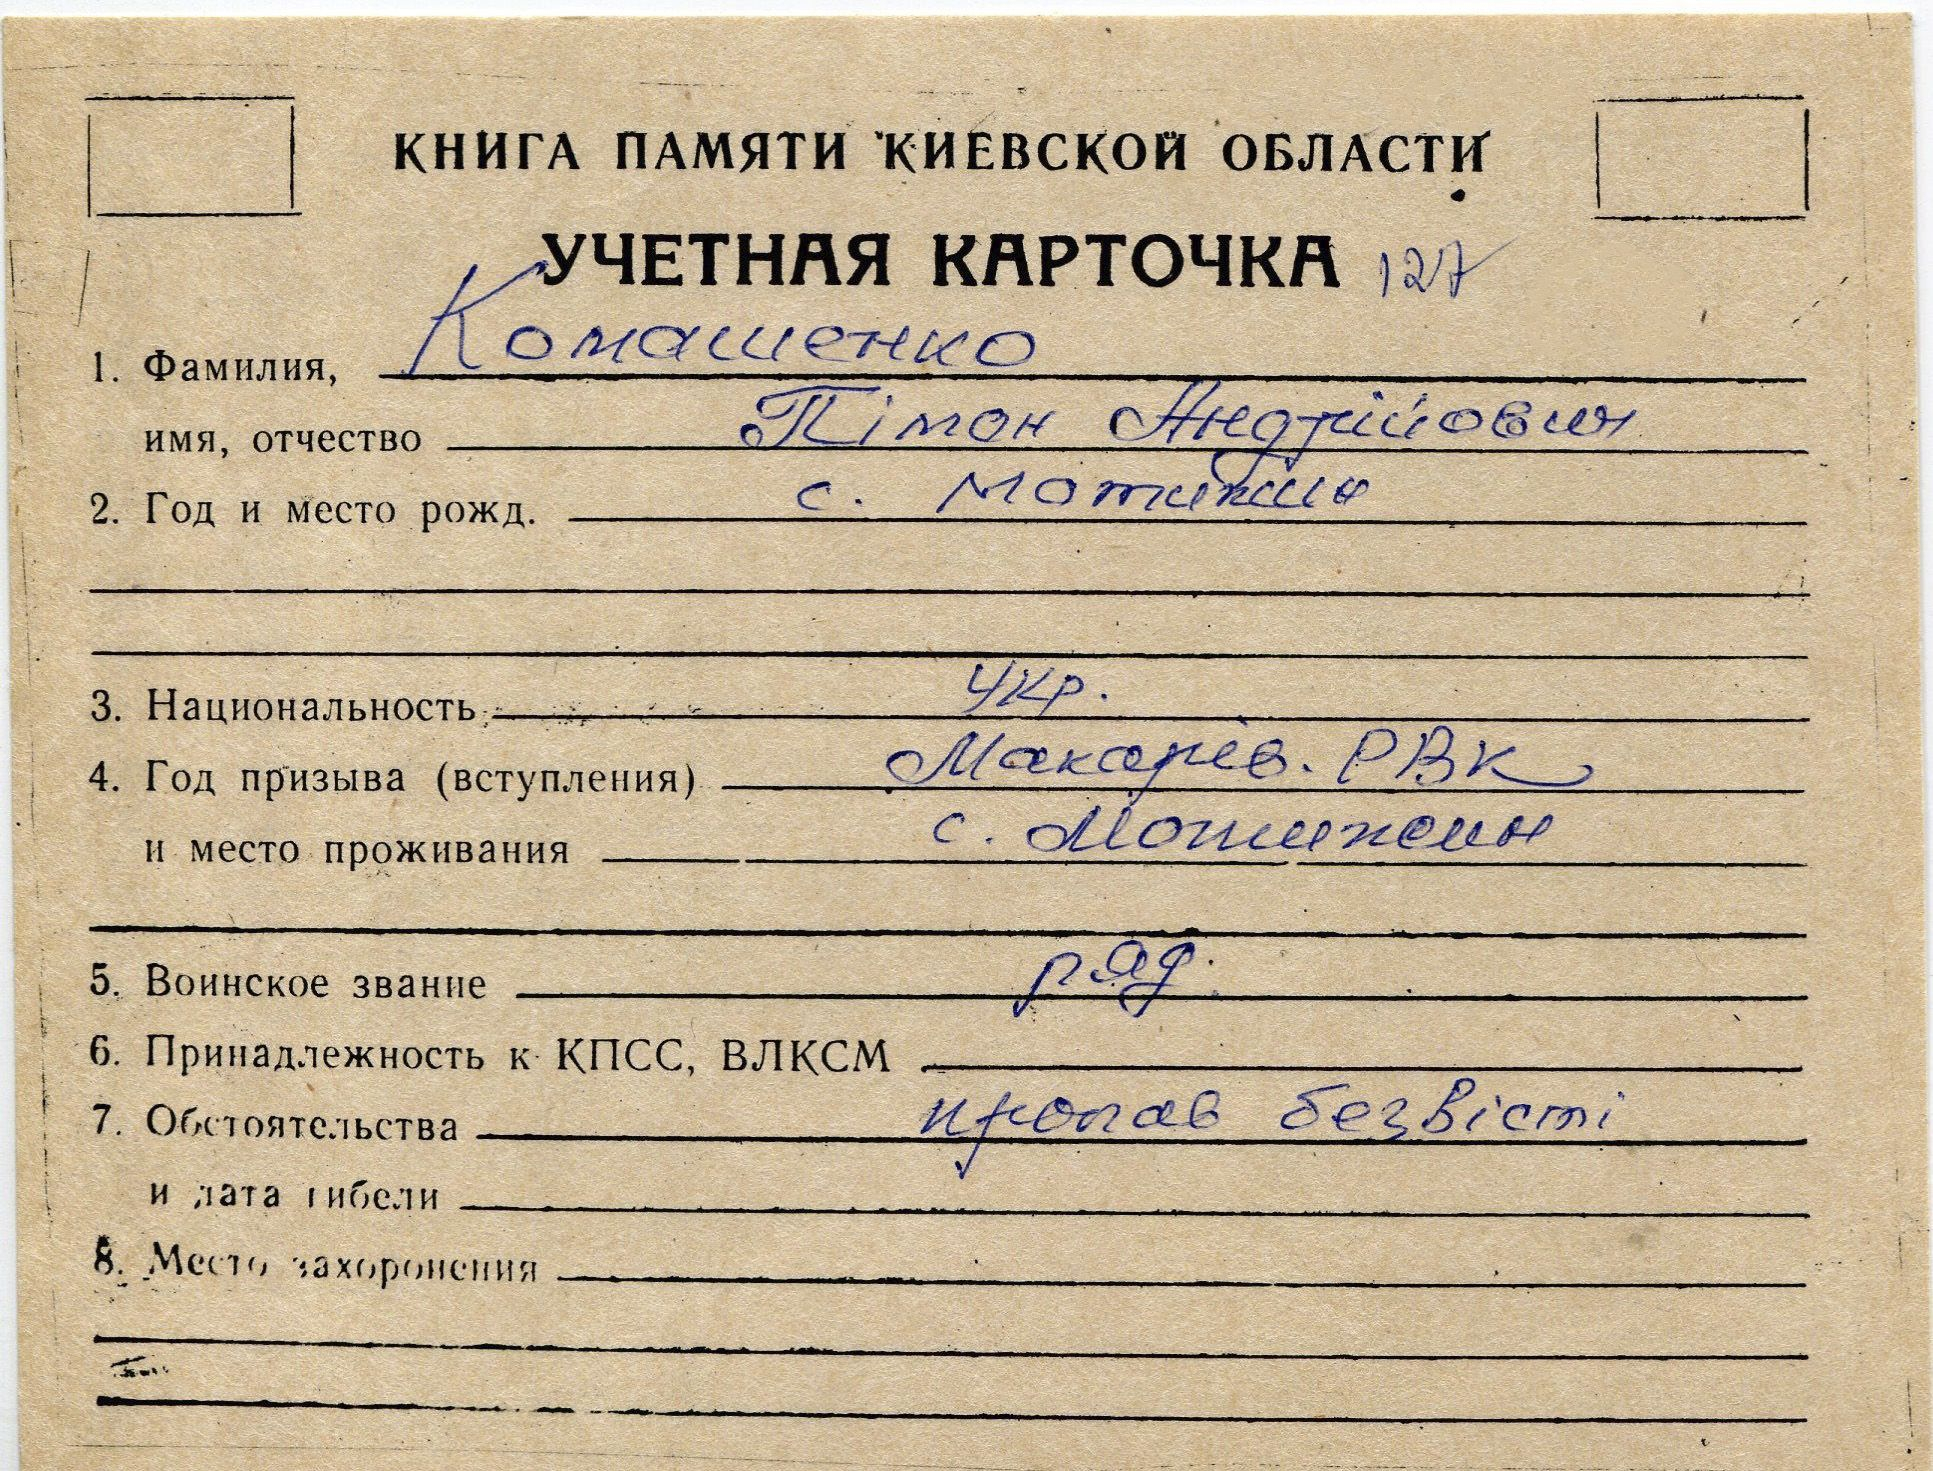 КНИГА ПАМЯТИ КИЕВСКОЙ ОБЛАСТИ
УЧЕТНАЯ КАРТОЧКА 127
1. Фамилия, Комашенко
имя, отчество Пімон Андрійович
2. Год и место рожд. с. Мотижин
3. Национальность укр.
4. Год призыва (вступления) Макарів. РВК
и место проживания с. Мотижин
5. Воинское звание ряд.
6. Принадлежность к КПСС, ВЛКСМ
7. Обстоятельства пропав безвісті
и дата гибели
8. Место захоронения